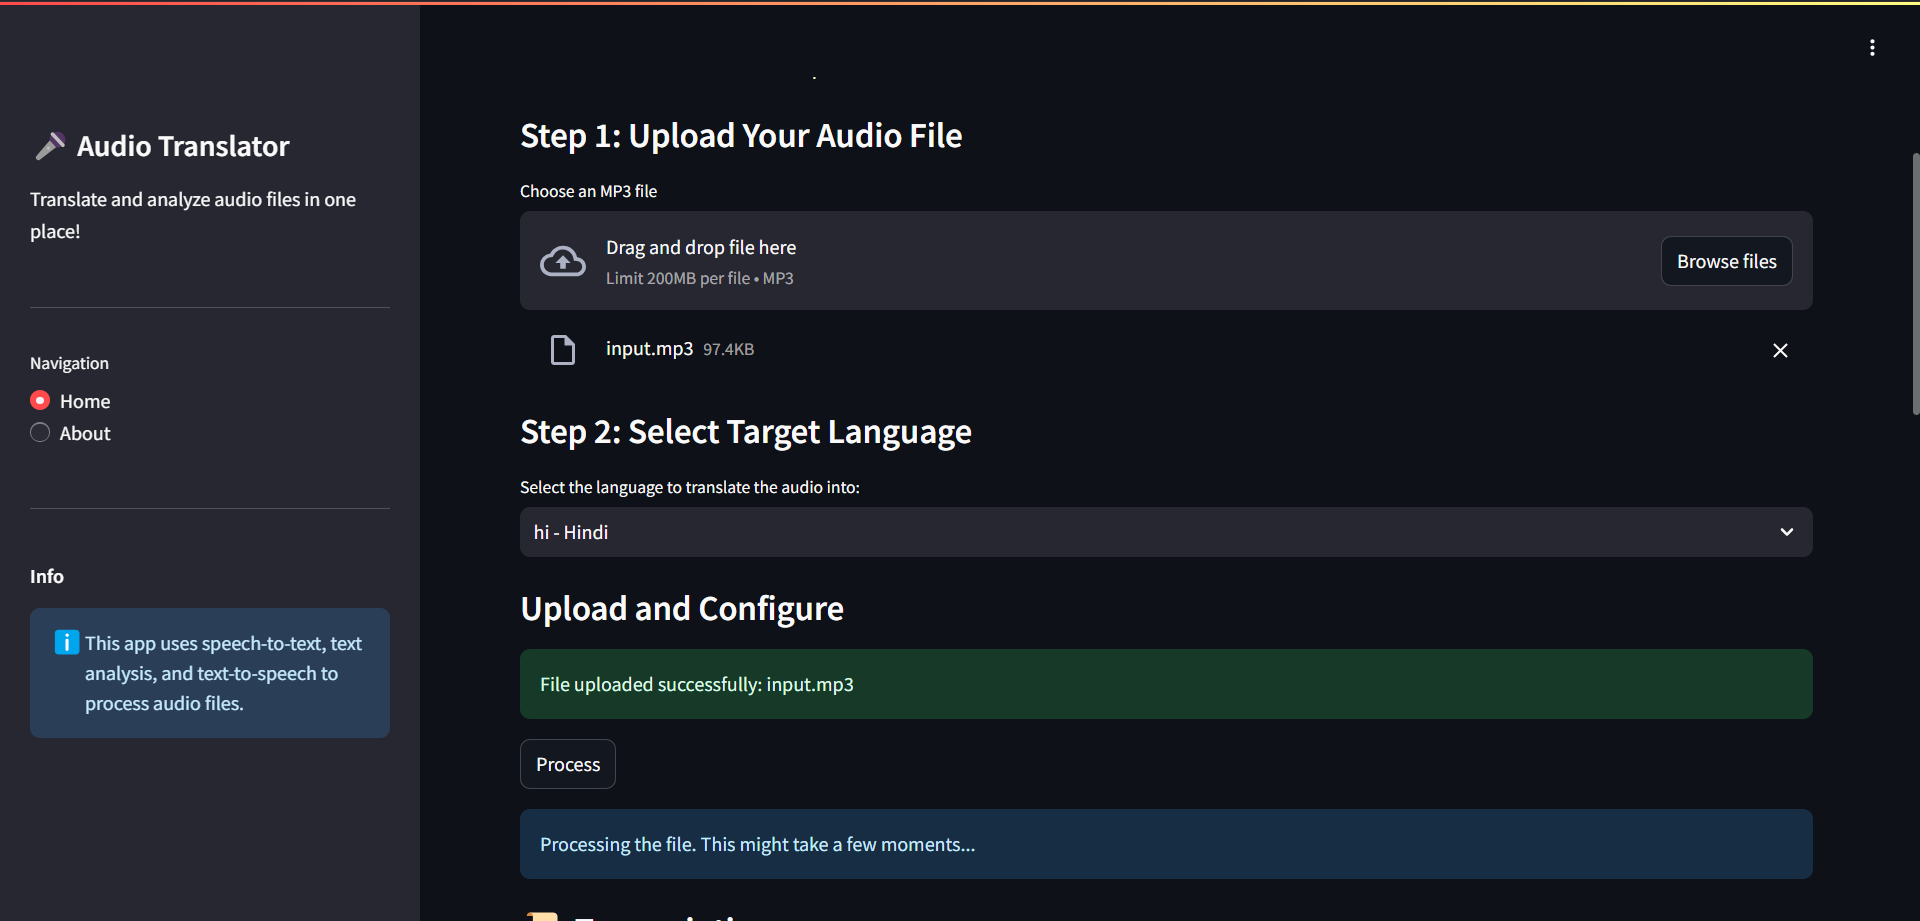 Audio Translator
Translate and analyze audio files in one
place!
Navigation
Home
About
Info
This app uses speech-to-text, text
analysis, and text-to-speech to
process audio files.
Step 1: Upload Your Audio File
Choose an MP3 file
Drag and drop file here
Limit 200MB per file • MP3
Browse files
input.mp3 97.4KB
Step 2: Select Target Language
Select the language to translate the audio into:
hi - Hindi
Upload and Configure
File uploaded successfully: input.mp3
Process
Processing the file. This might take a few moments...